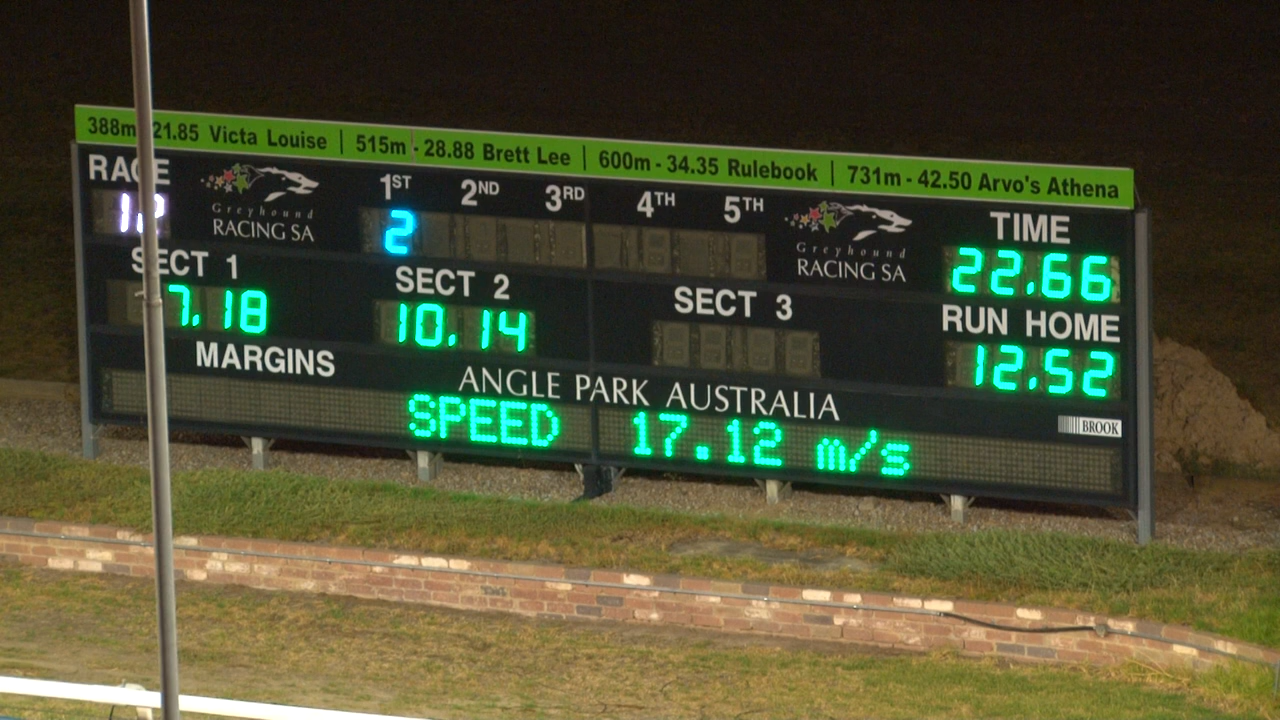 388m 21.85 Victa Louise | 515m - 28.88 Brett Lee | 600m - 34.35 Rulebook | 731m - 42.50 Arvo's Athena
RACE
Greyhound
RACING SA
1ST 2ND 3RD 4TH 5TH
Greyhound
RACING SA
TIME
2
22.66
SECT 1 SECT 2 SECT 3 RUN HOME
7.18 10.14 12.52
MARGINS
ANGLE PARK AUSTRALIA
SPEED 17.12 m/s
BROOK